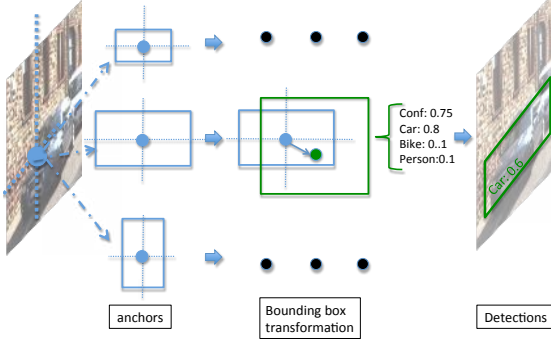 Conf: 0.75
Car: 0.8
Bike: 0..1
Person:0.1
Car: 0.6
anchors
Bounding box
transformation
Detections